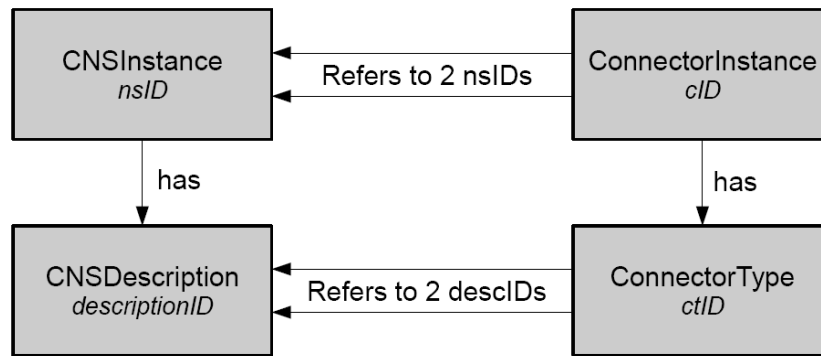 CNSInstance
nsID
Refers to 2 nsIDs
ConnectorInstance
cID
has
has
CNSDescription
descriptionID
Refers to 2 descIDs
ConnectorType
ctID